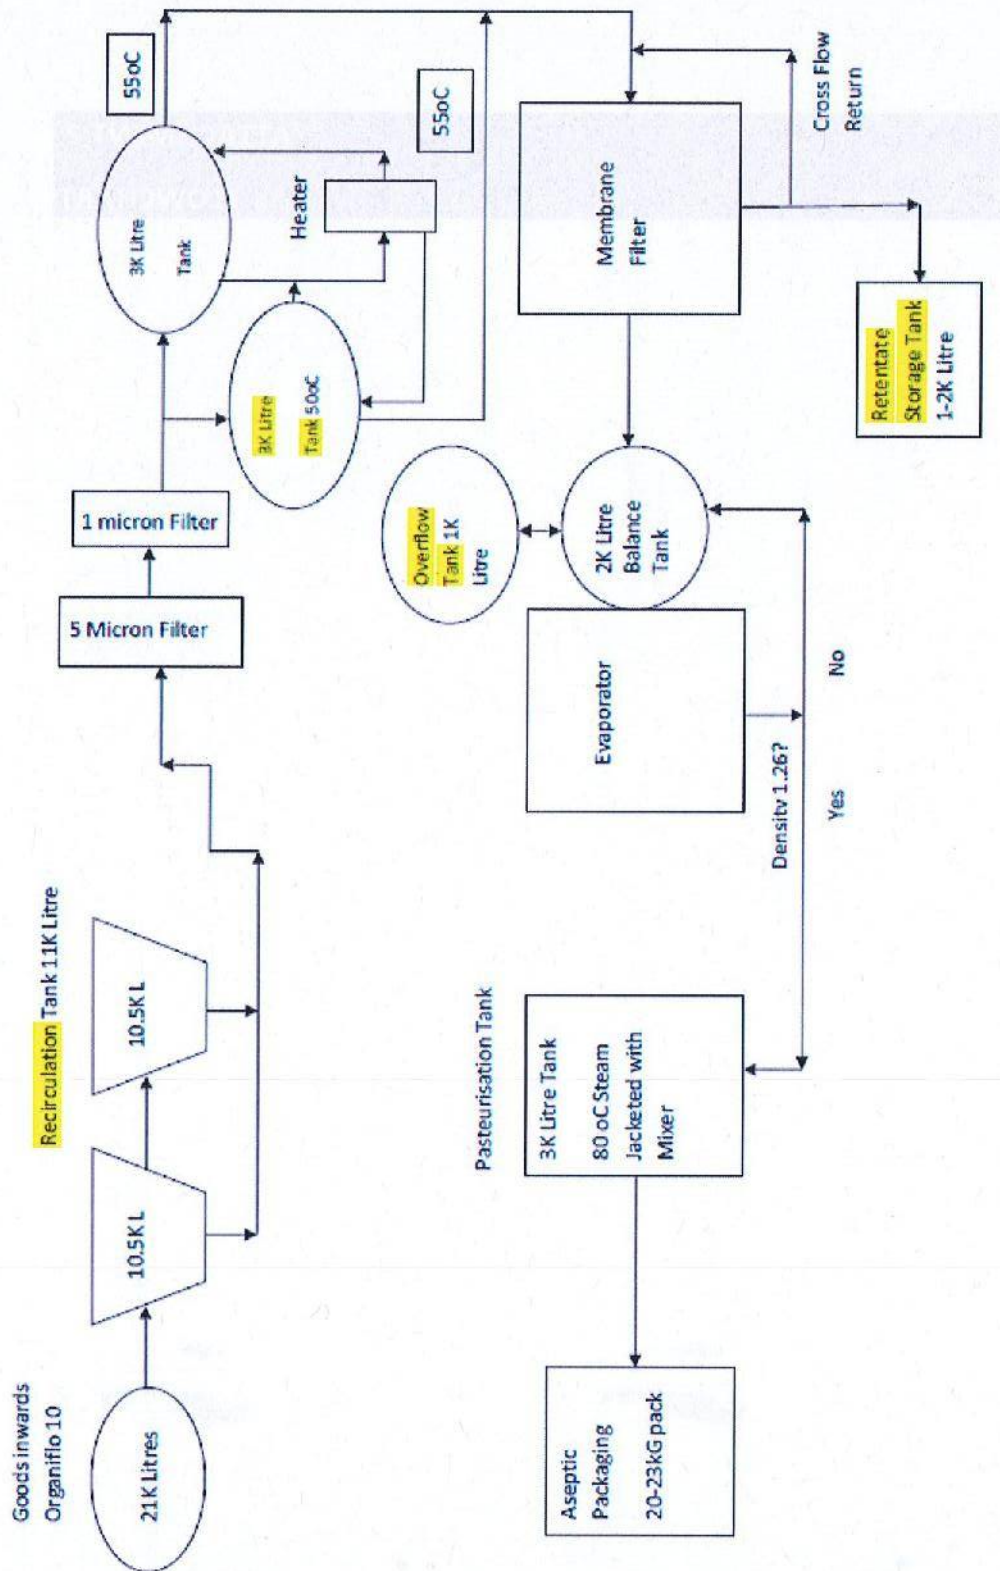 Goods inwards
Organiflo 10
21K Litres
10.5K L
Recirculation Tank 11K Litre
10.5K L
5 Micron Filter
1 micron Filter
3K Litre
Tank
55oC
3K Litre
Tank 50oC
Heater
55oC
Membrane
Filter
Cross Flow
Return
Retentate
Storage Tank
1-2K Litre
Overflow
Tank 1K
Litre
2K Litre
Balance
Tank
Evaporator
Density 1.26?
No
Yes
Pasteurisation Tank
3K Litre Tank
80 oC Steam
Jacketed with
Mixer
Aseptic
Packaging
20-23kG pack